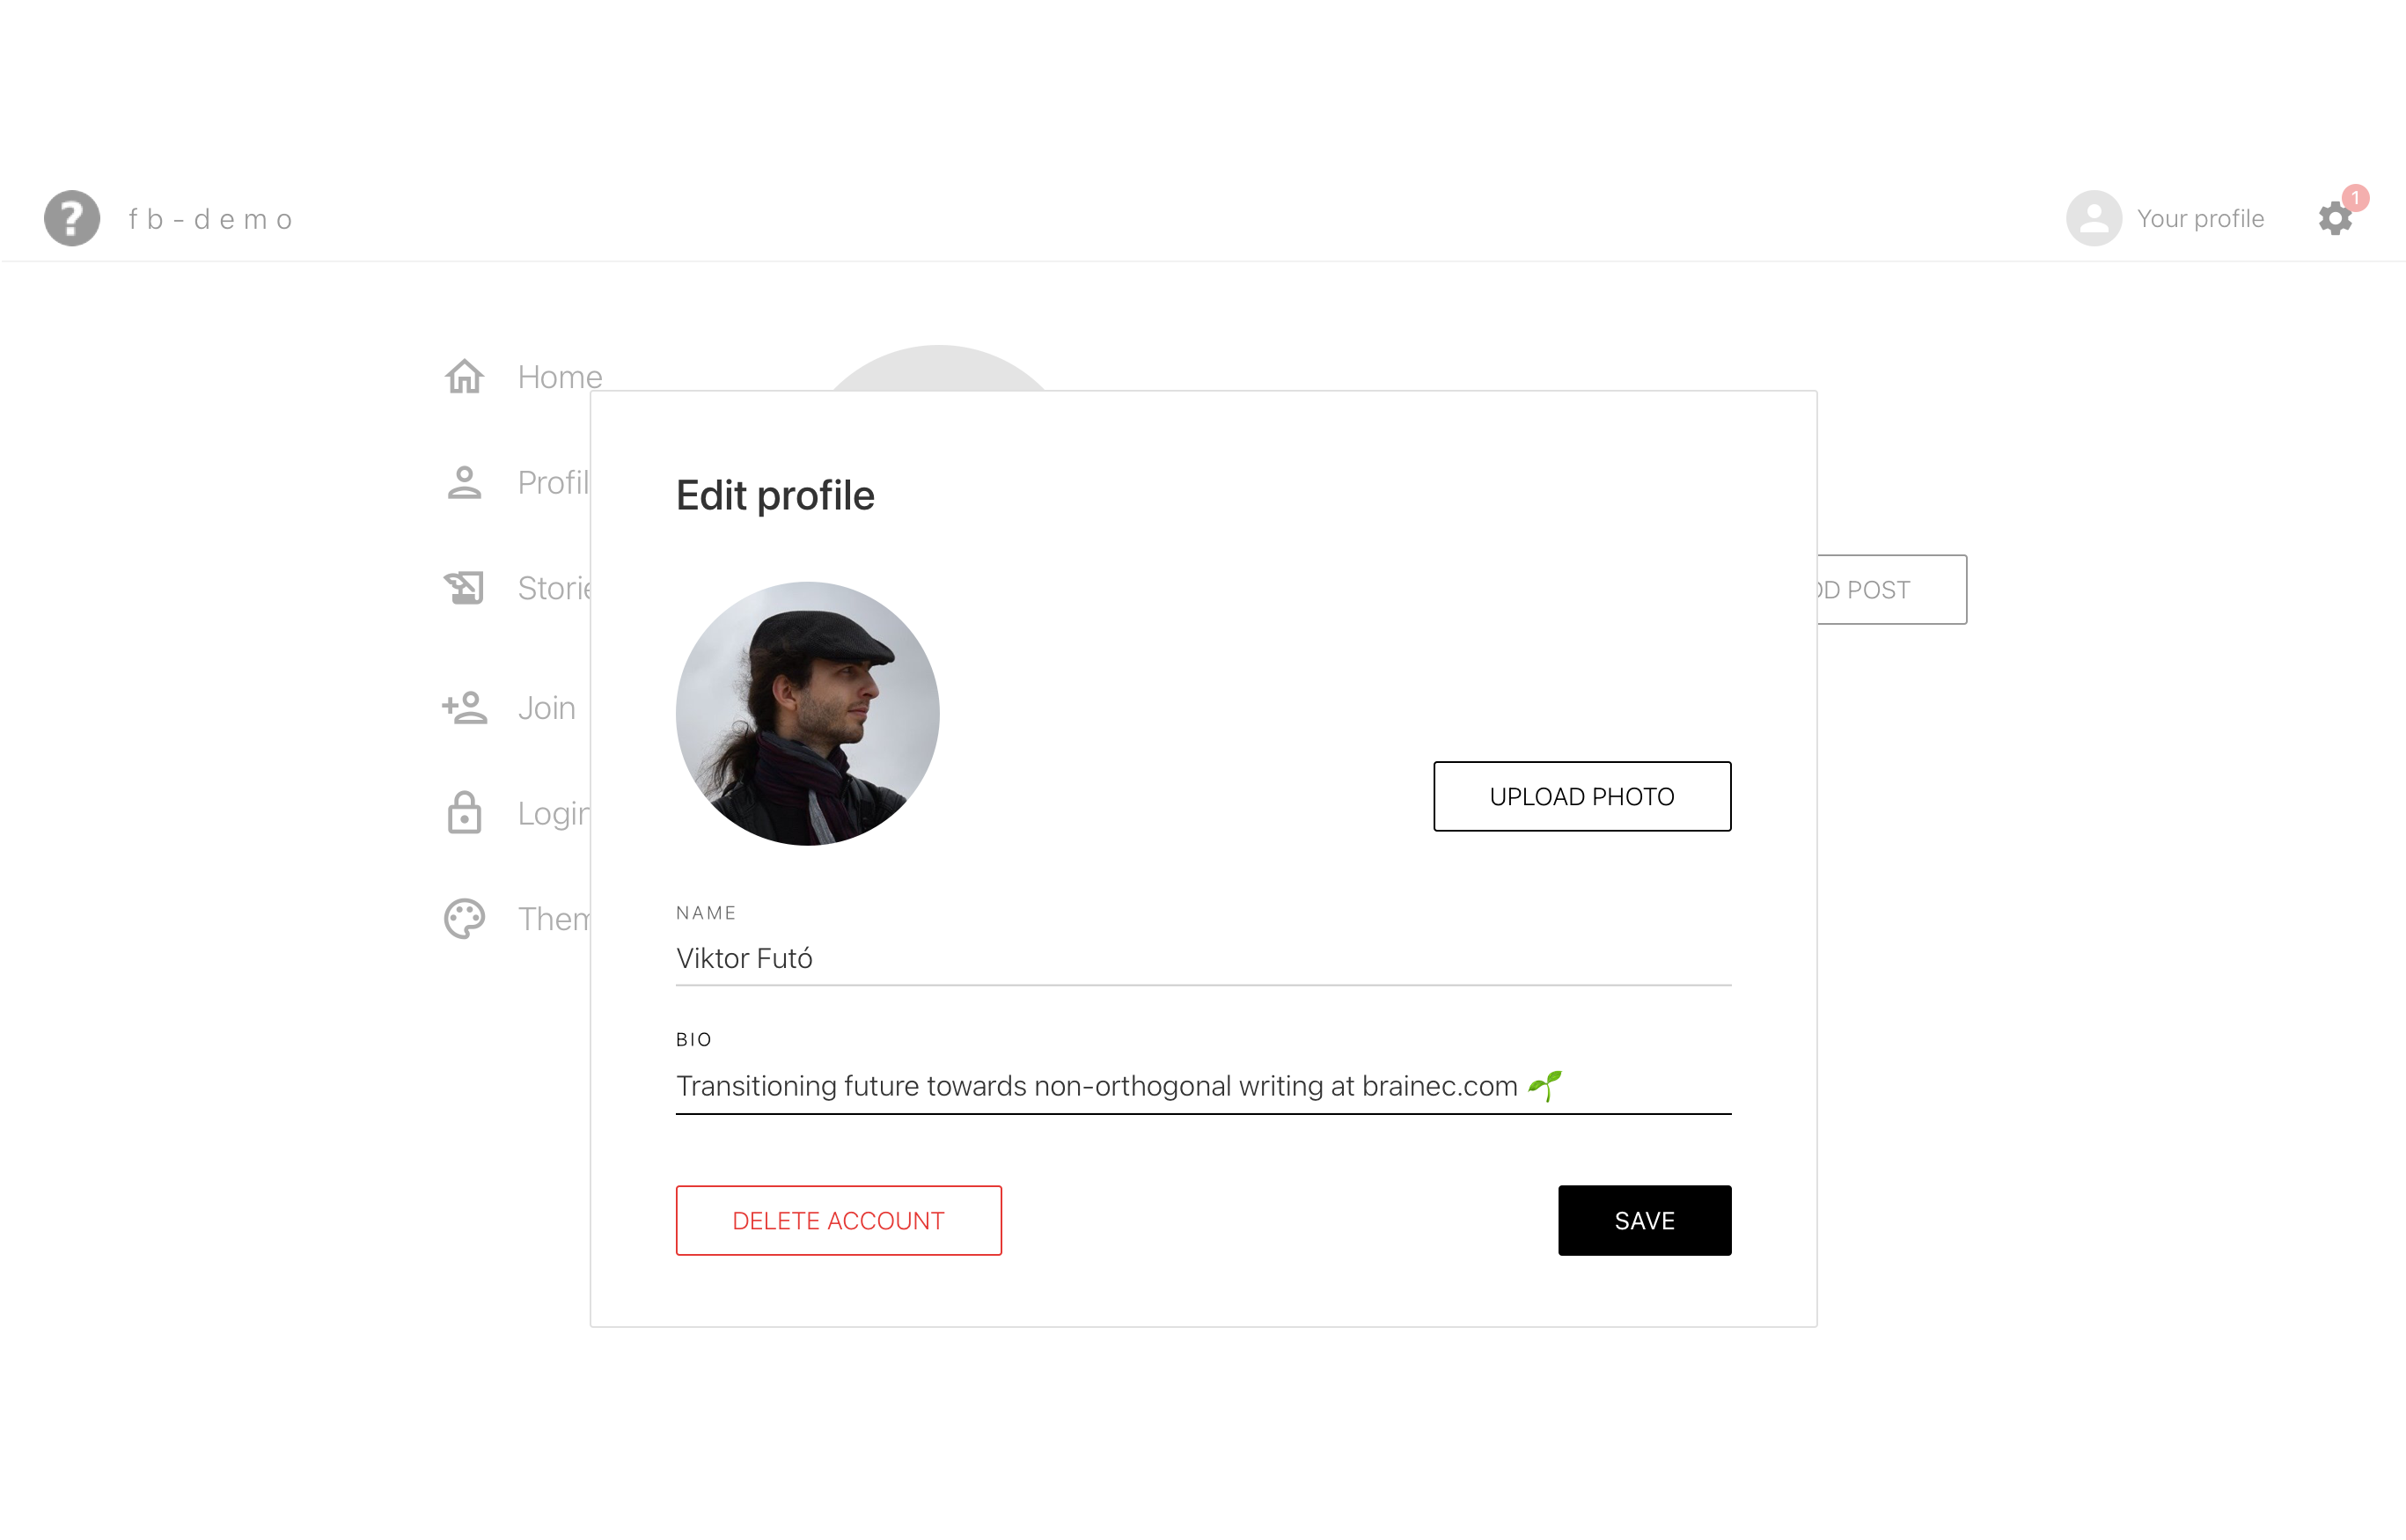 fb-demo
Your profile
1
Home
Profil
Storie
Join
Login
Them
DD POST
Edit profile
UPLOAD PHOTO
NAME
Viktor Futó
BIO
Transitioning future towards non-orthogonal writing at brainec.com 🌱
DELETE ACCOUNT
SAVE